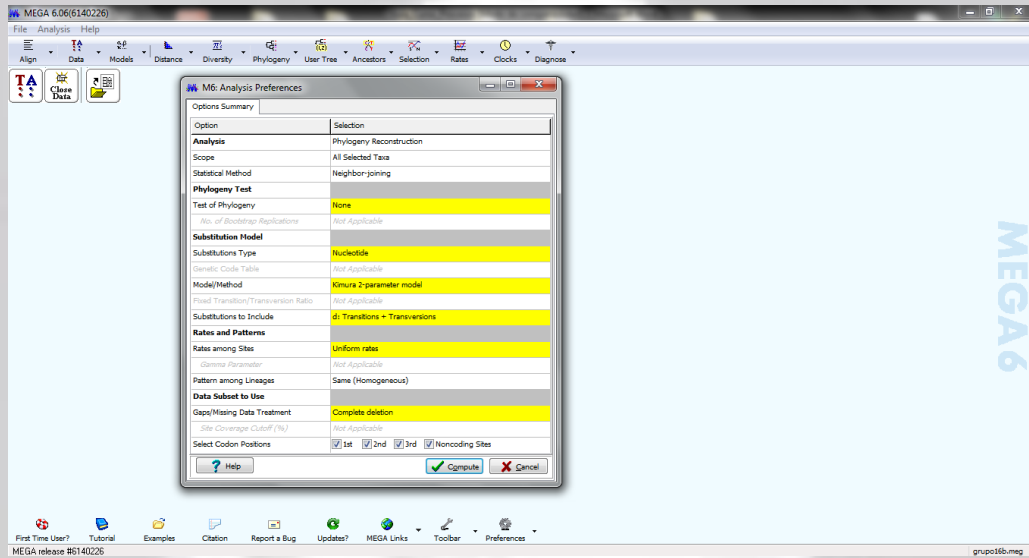 MEGA 6.06(6140226)
File Analysis Help
Align Data Models Distance Diversity Phylogeny User Tree Ancestors Selection Rates Clocks Diagnose
TA Close Data
M6: Analysis Preferences
Options Summary
Option Selection
Analysis Phylogeny Reconstruction
Scope All Selected Taxa
Statistical Method Neighbor-joining
Phylogeny Test
Test of Phylogeny None
No. of Bootstrap Replications Not Applicable
Substitution Model
Substitutions Type Nucleotide
Genetic Code Table Not Applicable
Model/Method Kimura 2-parameter model
Fixed Transition/Transversion Ratio Not Applicable
Substitutions to Include d: Transitions + Transversions
Rates and Patterns
Rates among Sites Uniform rates
Gamma Parameter Not Applicable
Pattern among Lineages Same (Homogeneous)
Data Subset to Use
Gaps/Missing Data Treatment Complete deletion
Site Coverage Cutoff (%) Not Applicable
Select Codon Positions 1st 2nd 3rd Noncoding Sites
? Help Compute Cancel
MEGA6
First Time User? Tutorial Examples Citation Report a Bug Updates? MEGA Links Toolbar Preferences
MEGA release #6140226 grupo16b.meg